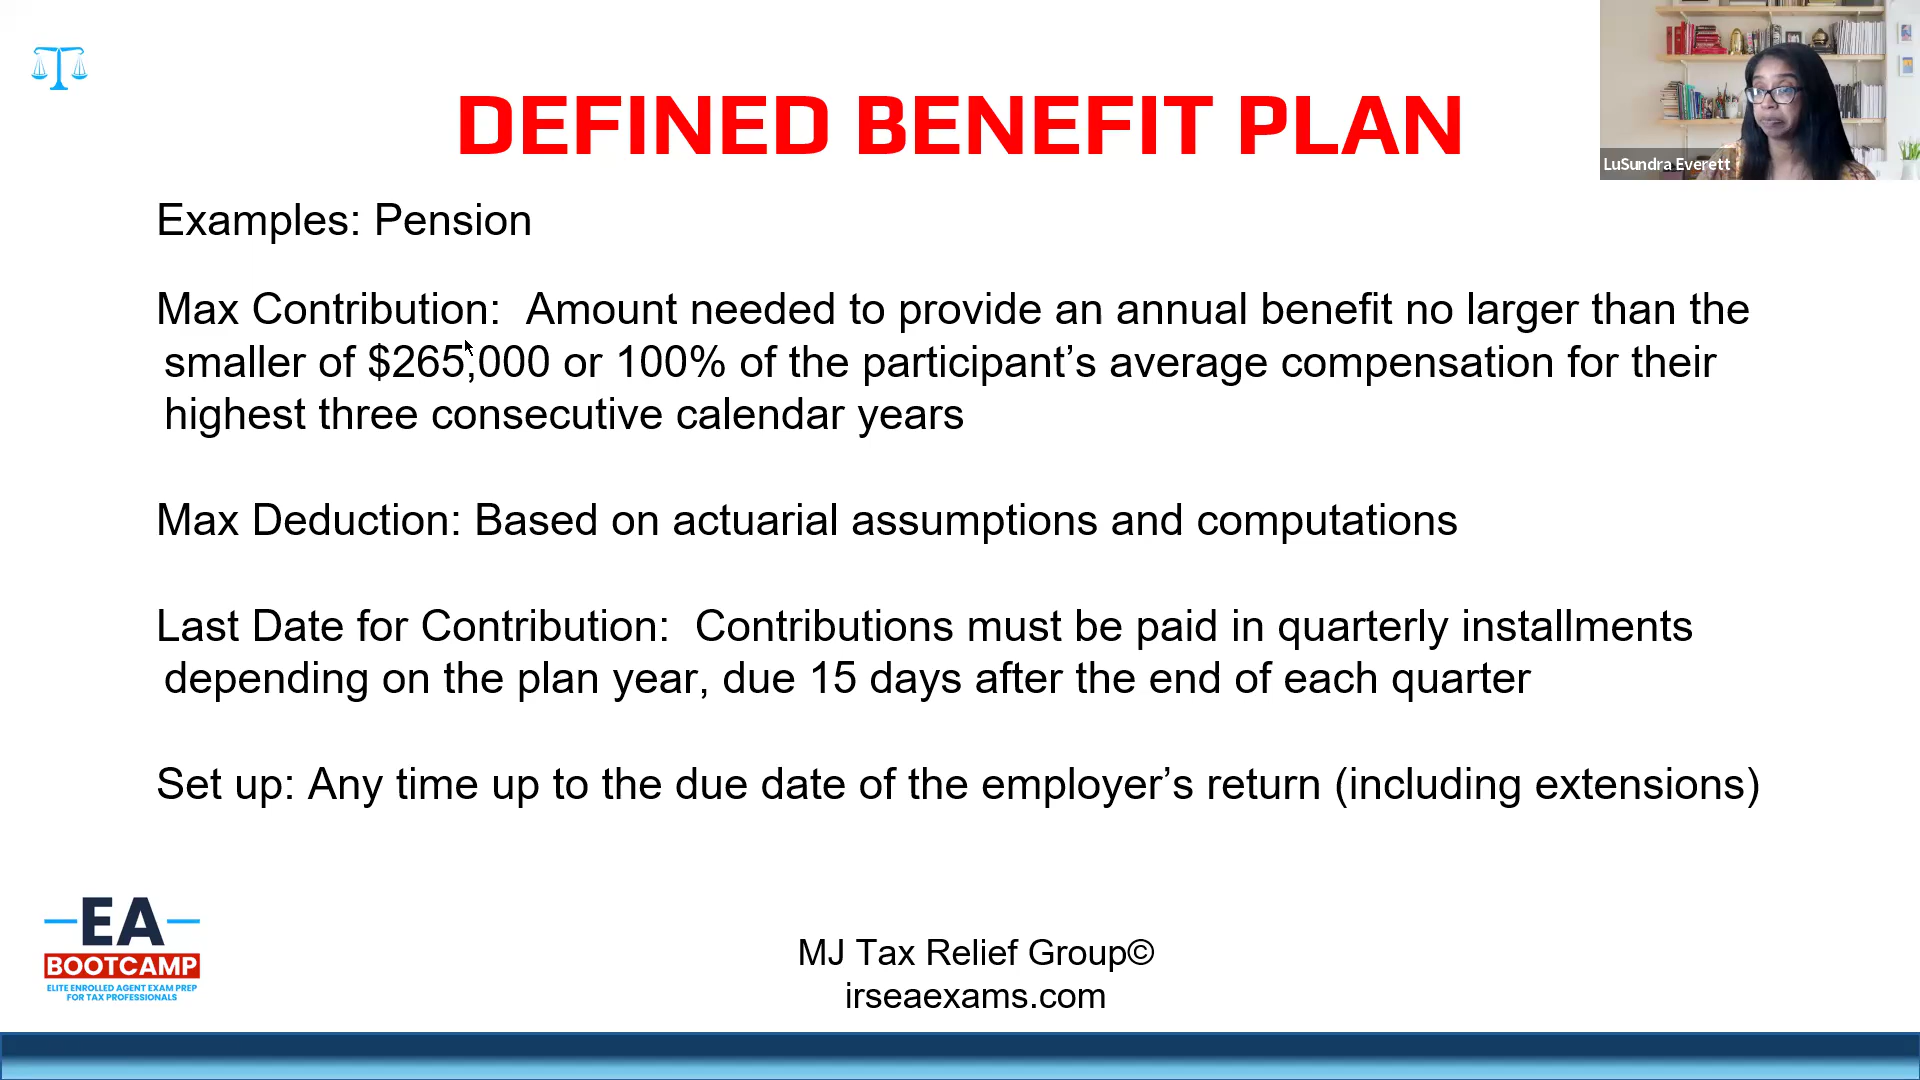 DEFINED BENEFIT PLAN
LuSundra Everett
Examples: Pension
Max Contribution:  Amount needed to provide an annual benefit no larger than the
smaller of $265,000 or 100% of the participant’s average compensation for their
highest three consecutive calendar years
Max Deduction: Based on actuarial assumptions and computations
Last Date for Contribution:  Contributions must be paid in quarterly installments
depending on the plan year, due 15 days after the end of each quarter
Set up: Any time up to the due date of the employer’s return (including extensions)
EA
BOOTCAMP
ELITE ENROLLED AGENT EXAM PREP
FOR TAX PROFESSIONALS
MJ Tax Relief Group©
irseaexams.com